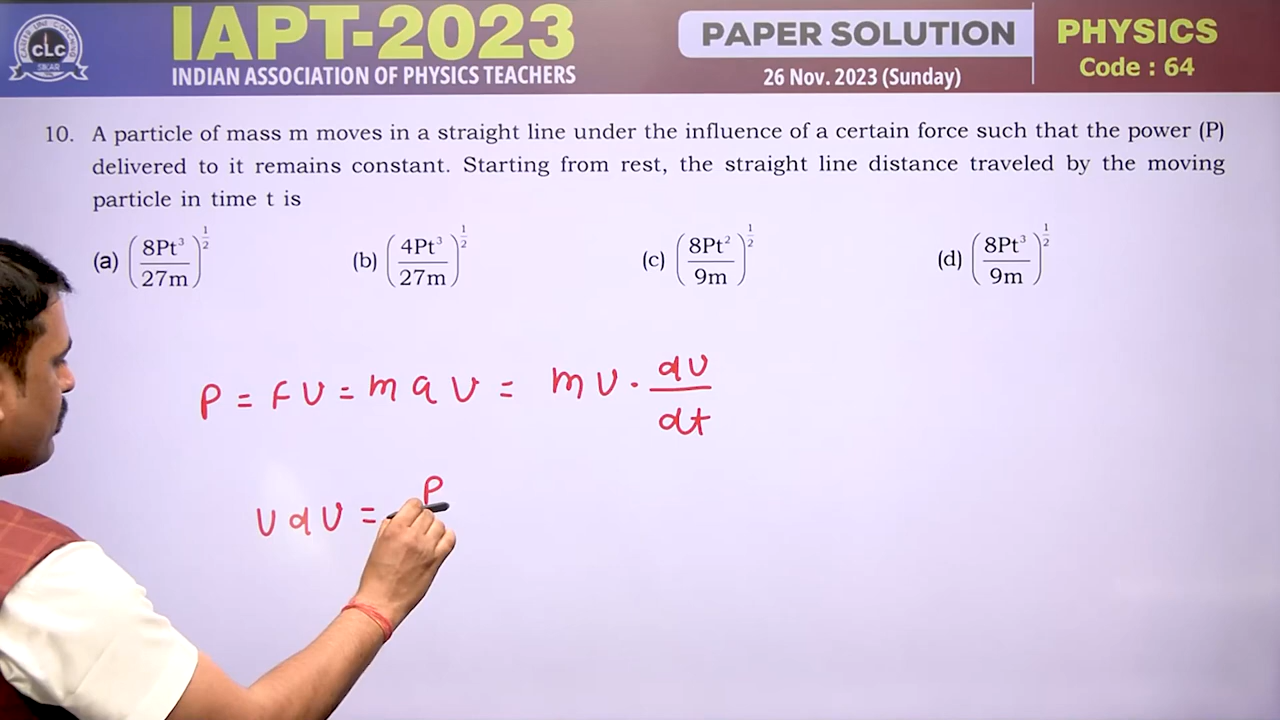 CLC
SIKAR
IAPT-2023
INDIAN ASSOCIATION OF PHYSICS TEACHERS
PAPER SOLUTION
26 Nov. 2023 (Sunday)
PHYSICS
Code : 64
10. A particle of mass m moves in a straight line under the influence of a certain force such that the power (P)
delivered to it remains constant. Starting from rest, the straight line distance traveled by the moving
particle in time t is
(a) (8Pt³/27m)^(1/2) (b) (4Pt³/27m)^(1/2) (c) (8Pt²/9m)^(1/2) (d) (8Pt³/9m)^(1/2)
P = FV = maV = mV · dV/dt
VdV = P